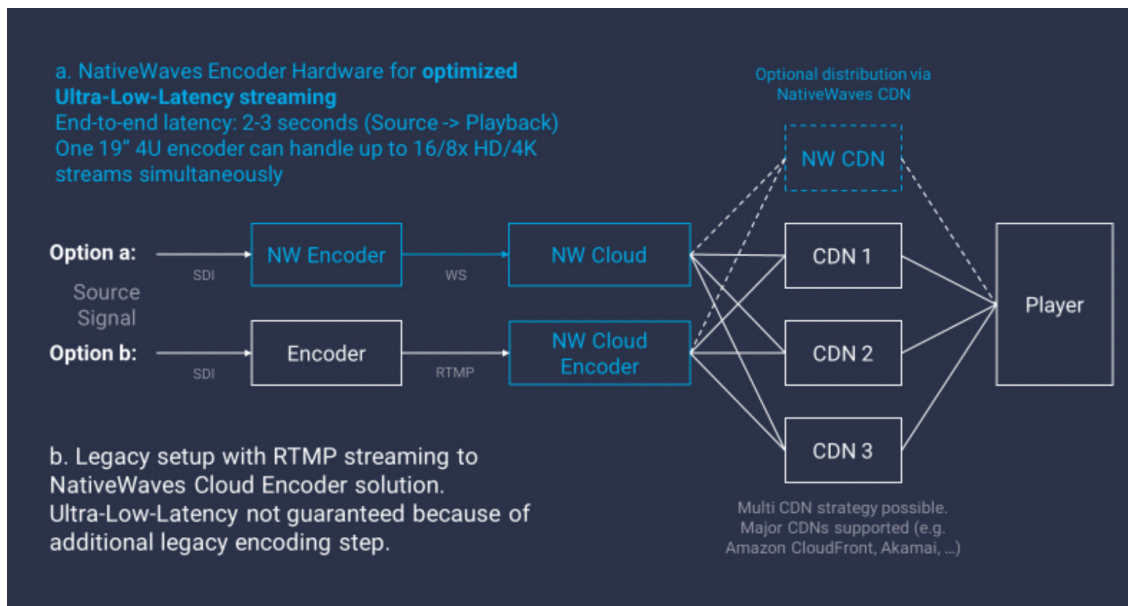 a. NativeWaves Encoder Hardware for optimized
Ultra-Low-Latency streaming
End-to-end latency: 2-3 seconds (Source -> Playback)
One 19” 4U encoder can handle up to 16/8x HD/4K
streams simultaneously
Optional distribution via
NativeWaves CDN
NW CDN
Option a:
SDI
NW Encoder
WS
NW Cloud
CDN 1
Source
Signal
Player
Option b:
SDI
Encoder
RTMP
NW Cloud
Encoder
CDN 2
CDN 3
b. Legacy setup with RTMP streaming to
NativeWaves Cloud Encoder solution.
Ultra-Low-Latency not guaranteed because of
additional legacy encoding step.
Multi CDN strategy possible.
Major CDNs supported (e.g.
Amazon CloudFront, Akamai, …)